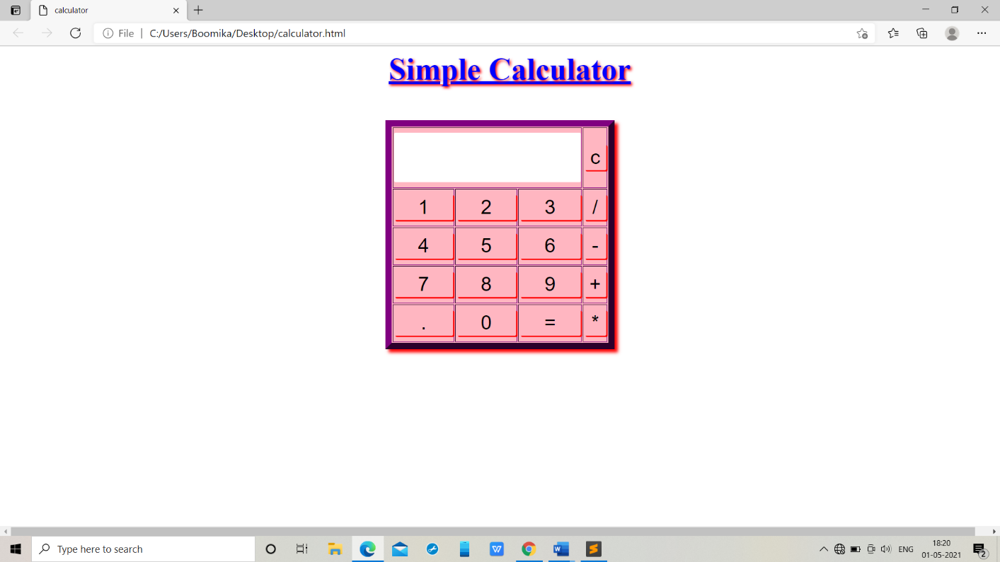 calculator
File | C:/Users/Boomika/Desktop/calculator.html
Simple Calculator
c
1 2 3 /
4 5 6 -
7 8 9 +
. 0 = *
Type here to search
ENG
18:20
01-05-2021
2